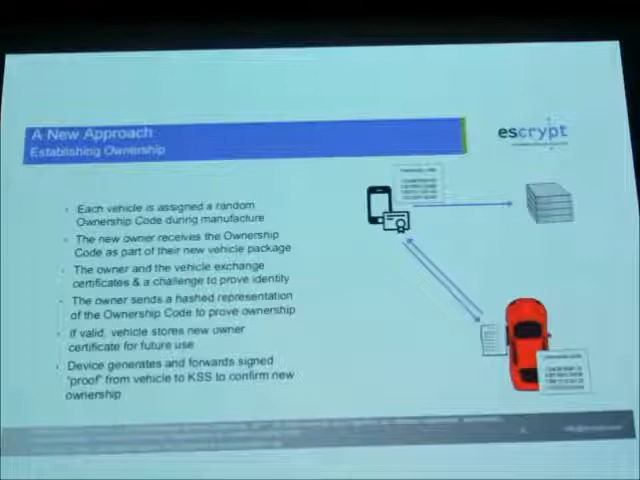 A New Approach
Establishing Ownership
escrypt
Each vehicle is assigned a random
Ownership Code during manufacture
The new owner receives the Ownership
Code as part of their new vehicle package
The owner and the vehicle exchange
certificates & a challenge to prove identity
The owner sends a hashed representation
of the Ownership Code to prove ownership
If valid, vehicle stores new owner
certificate for future use
Device generates and forwards signed
"proof" from vehicle to KSS to confirm new
ownership